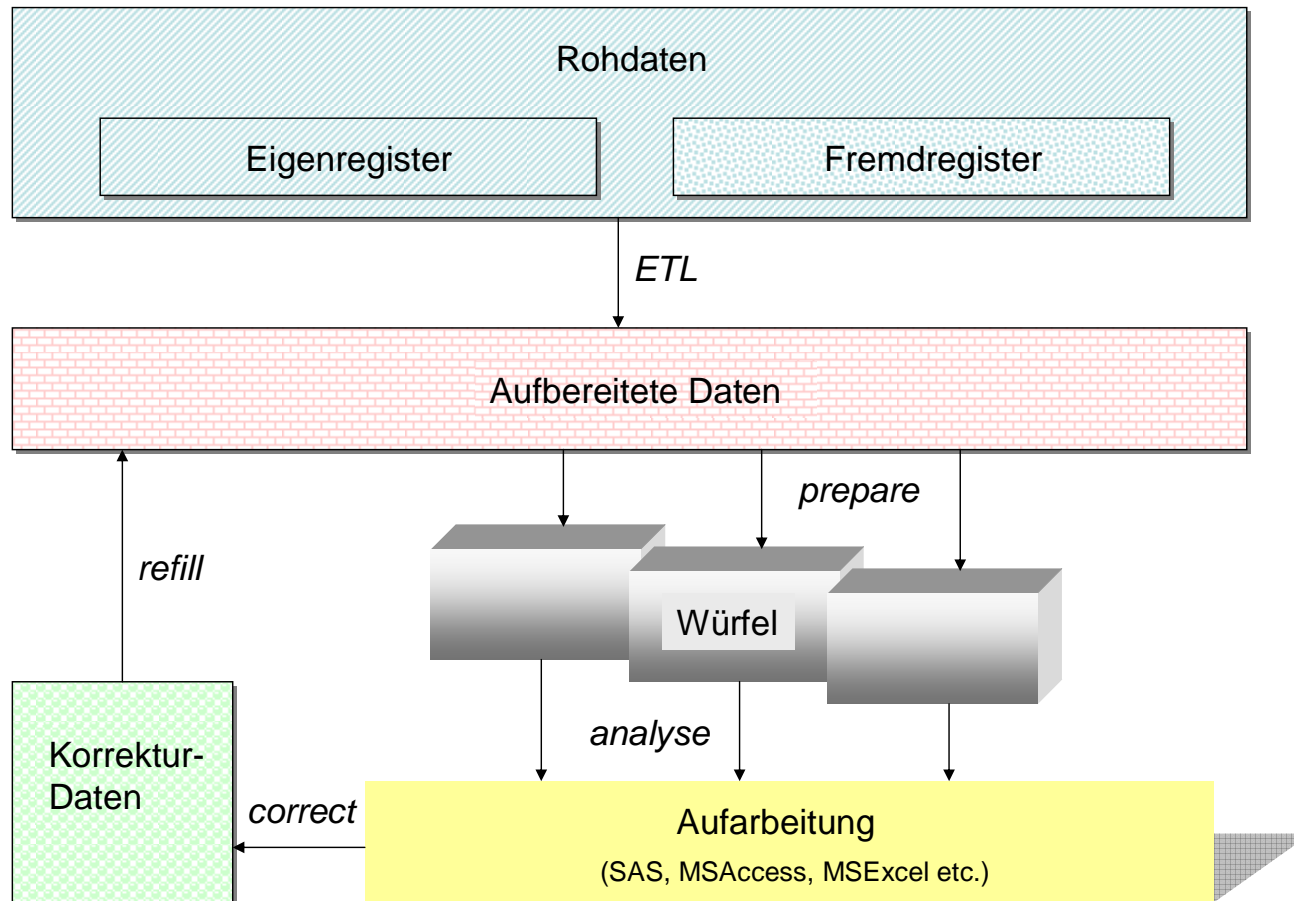 Rohdaten
Eigenregister
Fremdregister
ETL
Aufbereitete Daten
prepare
refill
Würfel
analyse
Korrektur-
Daten
correct
Aufarbeitung
(SAS, MSAccess, MSExcel etc.)